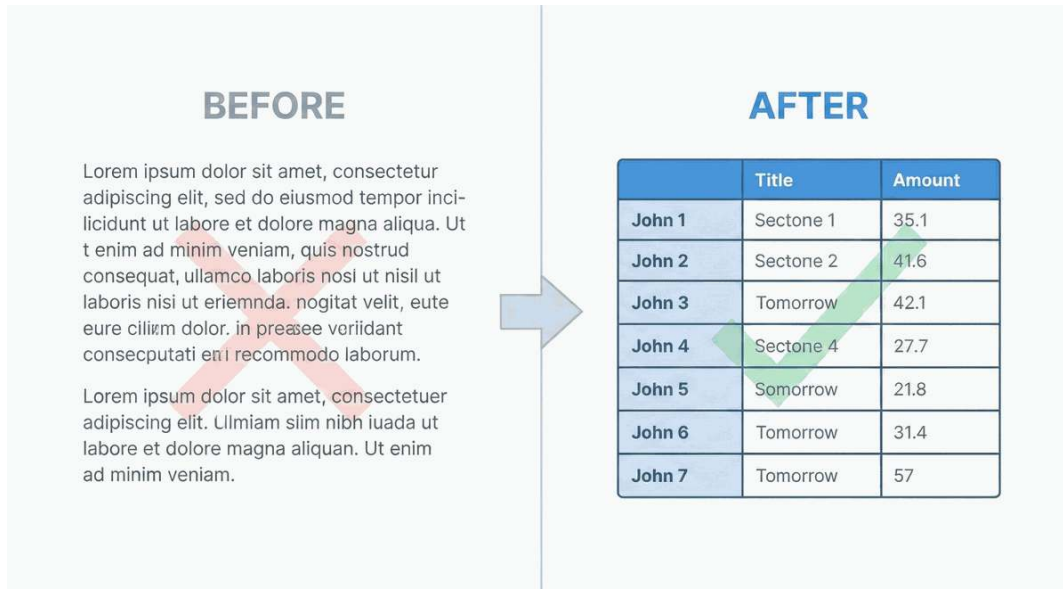 BEFORE
Lorem ipsum dolor sit amet, consectetur
adipiscing elit, sed do eiusmod tempor inci-
licidunt ut labore et dolore magna aliqua. Ut
t enim ad minim veniam, quis nostrud
consequat, ullamco laboris nosl ut nisil ut
laboris nisi ut eriemnda. nogitat velit, eute
eure dolor. in veriidant
consecputati recommodo laborum.
Lorem ipsum dolor sit amet, consectetuer
adipiscing elit. slim nibh iuada ut
labore et dolore magna aliquan. Ut enim
ad minim veniam.
AFTER
Title Amount
John 1 Sectone 1 35.1
John 2 Sectone 2 41.6
John 3 Tomorrow 42.1
John 4 Sectone 4 27.7
John 5 Somorrow 21.8
John 6 Tomorrow 31.4
John 7 Tomorrow 57